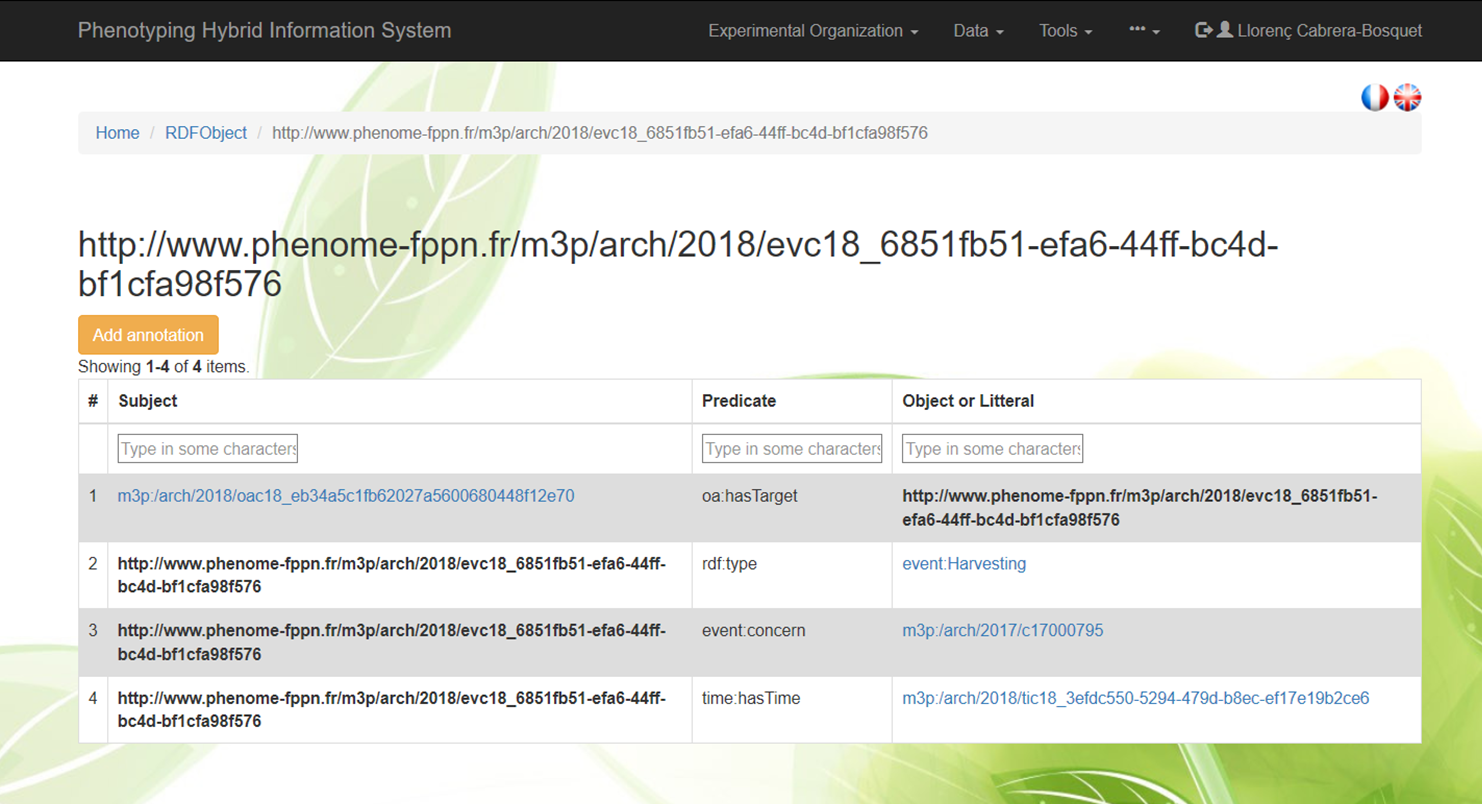 Phenotyping Hybrid Information System
Experimental Organization Data Tools ••• Llorenç Cabrera-Bosquet
Home / RDFObject / http://www.phenome-fppn.fr/m3p/arch/2018/evc18_6851fb51-efa6-44ff-bc4d-bf1cfa98f576
http://www.phenome-fppn.fr/m3p/arch/2018/evc18_6851fb51-efa6-44ff-bc4d-
bf1cfa98f576
Add annotation
Showing 1-4 of 4 items.
# Subject Predicate Object or Litteral
Type in some characters Type in some characters Type in some characters
1 m3p:/arch/2018/oac18_eb34a5c1fb62027a5600680448f12e70 oa:hasTarget http://www.phenome-fppn.fr/m3p/arch/2018/evc18_6851fb51-
efa6-44ff-bc4d-bf1cfa98f576
2 http://www.phenome-fppn.fr/m3p/arch/2018/evc18_6851fb51-efa6-44ff- rdf:type event:Harvesting
bc4d-bf1cfa98f576
3 http://www.phenome-fppn.fr/m3p/arch/2018/evc18_6851fb51-efa6-44ff- event:concern m3p:/arch/2017/c17000795
bc4d-bf1cfa98f576
4 http://www.phenome-fppn.fr/m3p/arch/2018/evc18_6851fb51-efa6-44ff- time:hasTime m3p:/arch/2018/tic18_3efdc550-5294-479d-b8ec-ef17e19b2ce6
bc4d-bf1cfa98f576